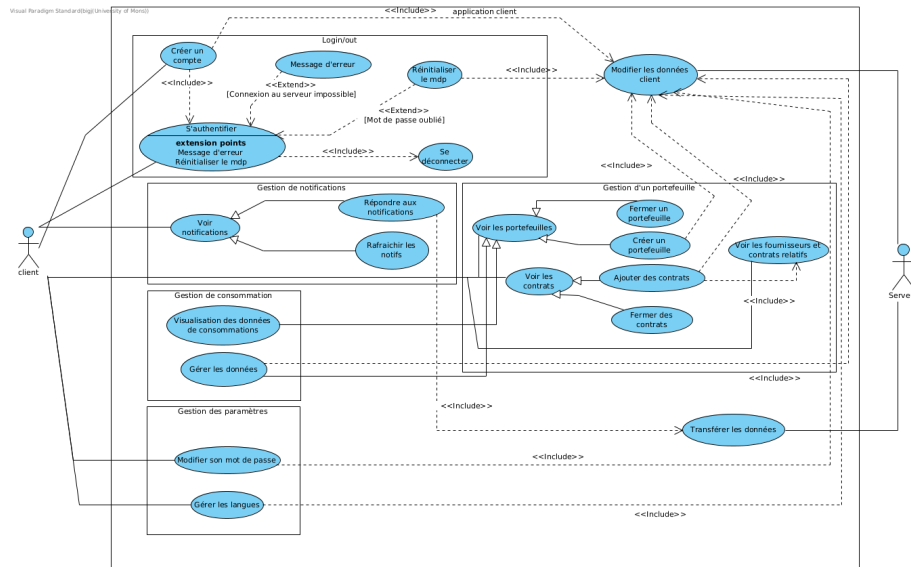 Visual Paradigm Standard(big(University of Mons))
<<Include>>
application client
Login/out
Créer un
compte
Message d'erreur
Réinitialiser
le mdp
Modifier les données
client
<<Include>>
<<Include>>
<<Extend>>
[Connexion au serveur impossible]
<<Extend>>
[Mot de passe oublié]
S'authentifier
extension points
Message d'erreur
Réinitialiser le mdp
<<Include>>
Se
déconnecter
<<Include>>
<<Include>>
Gestion de notifications
Répondre aux
notifications
Voir
notifications
Rafraichir les
notifs
Gestion d'un portefeuille
Fermer un
portefeuille
Voir les portefeuilles
Créer un
portefeuille
Voir les fournisseurs et
contrats relatifs
Voir les
contrats
Ajouter des contrats
<<Include>>
Fermer des
contrats
client
Serve
Gestion de consommation
Visualisation des données
de consommations
Gérer les données
<<Include>>
<<Include>>
Gestion des paramètres
Transférer les données
Modifier son mot de passe
<<Include>>
Gérer les langues
<<Include>>